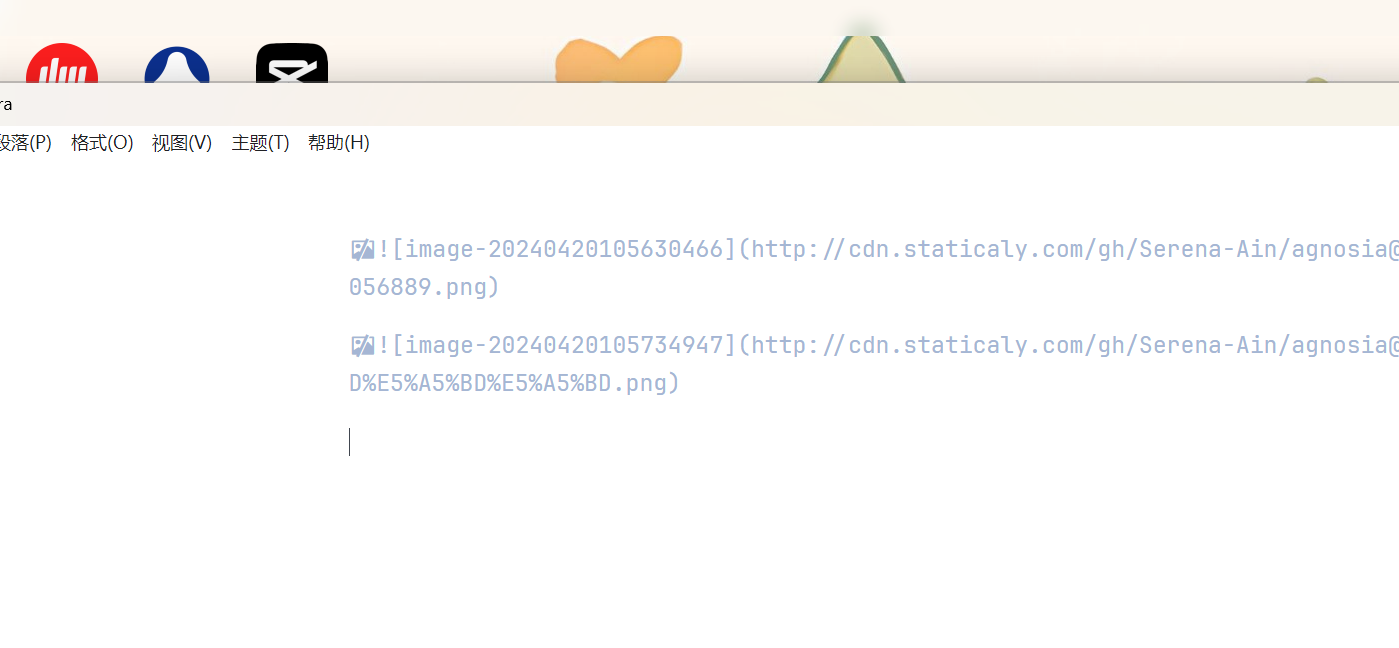 ra
段落(P) 格式(O) 视图(V) 主题(T) 帮助(H)
![image-20240420105630466](http://cdn.staticaly.com/gh/Serena-Ain/agnosia@
056889.png)
![image-20240420105734947](http://cdn.staticaly.com/gh/Serena-Ain/agnosia@
D%E5%A5%BD%E5%A5%BD.png)